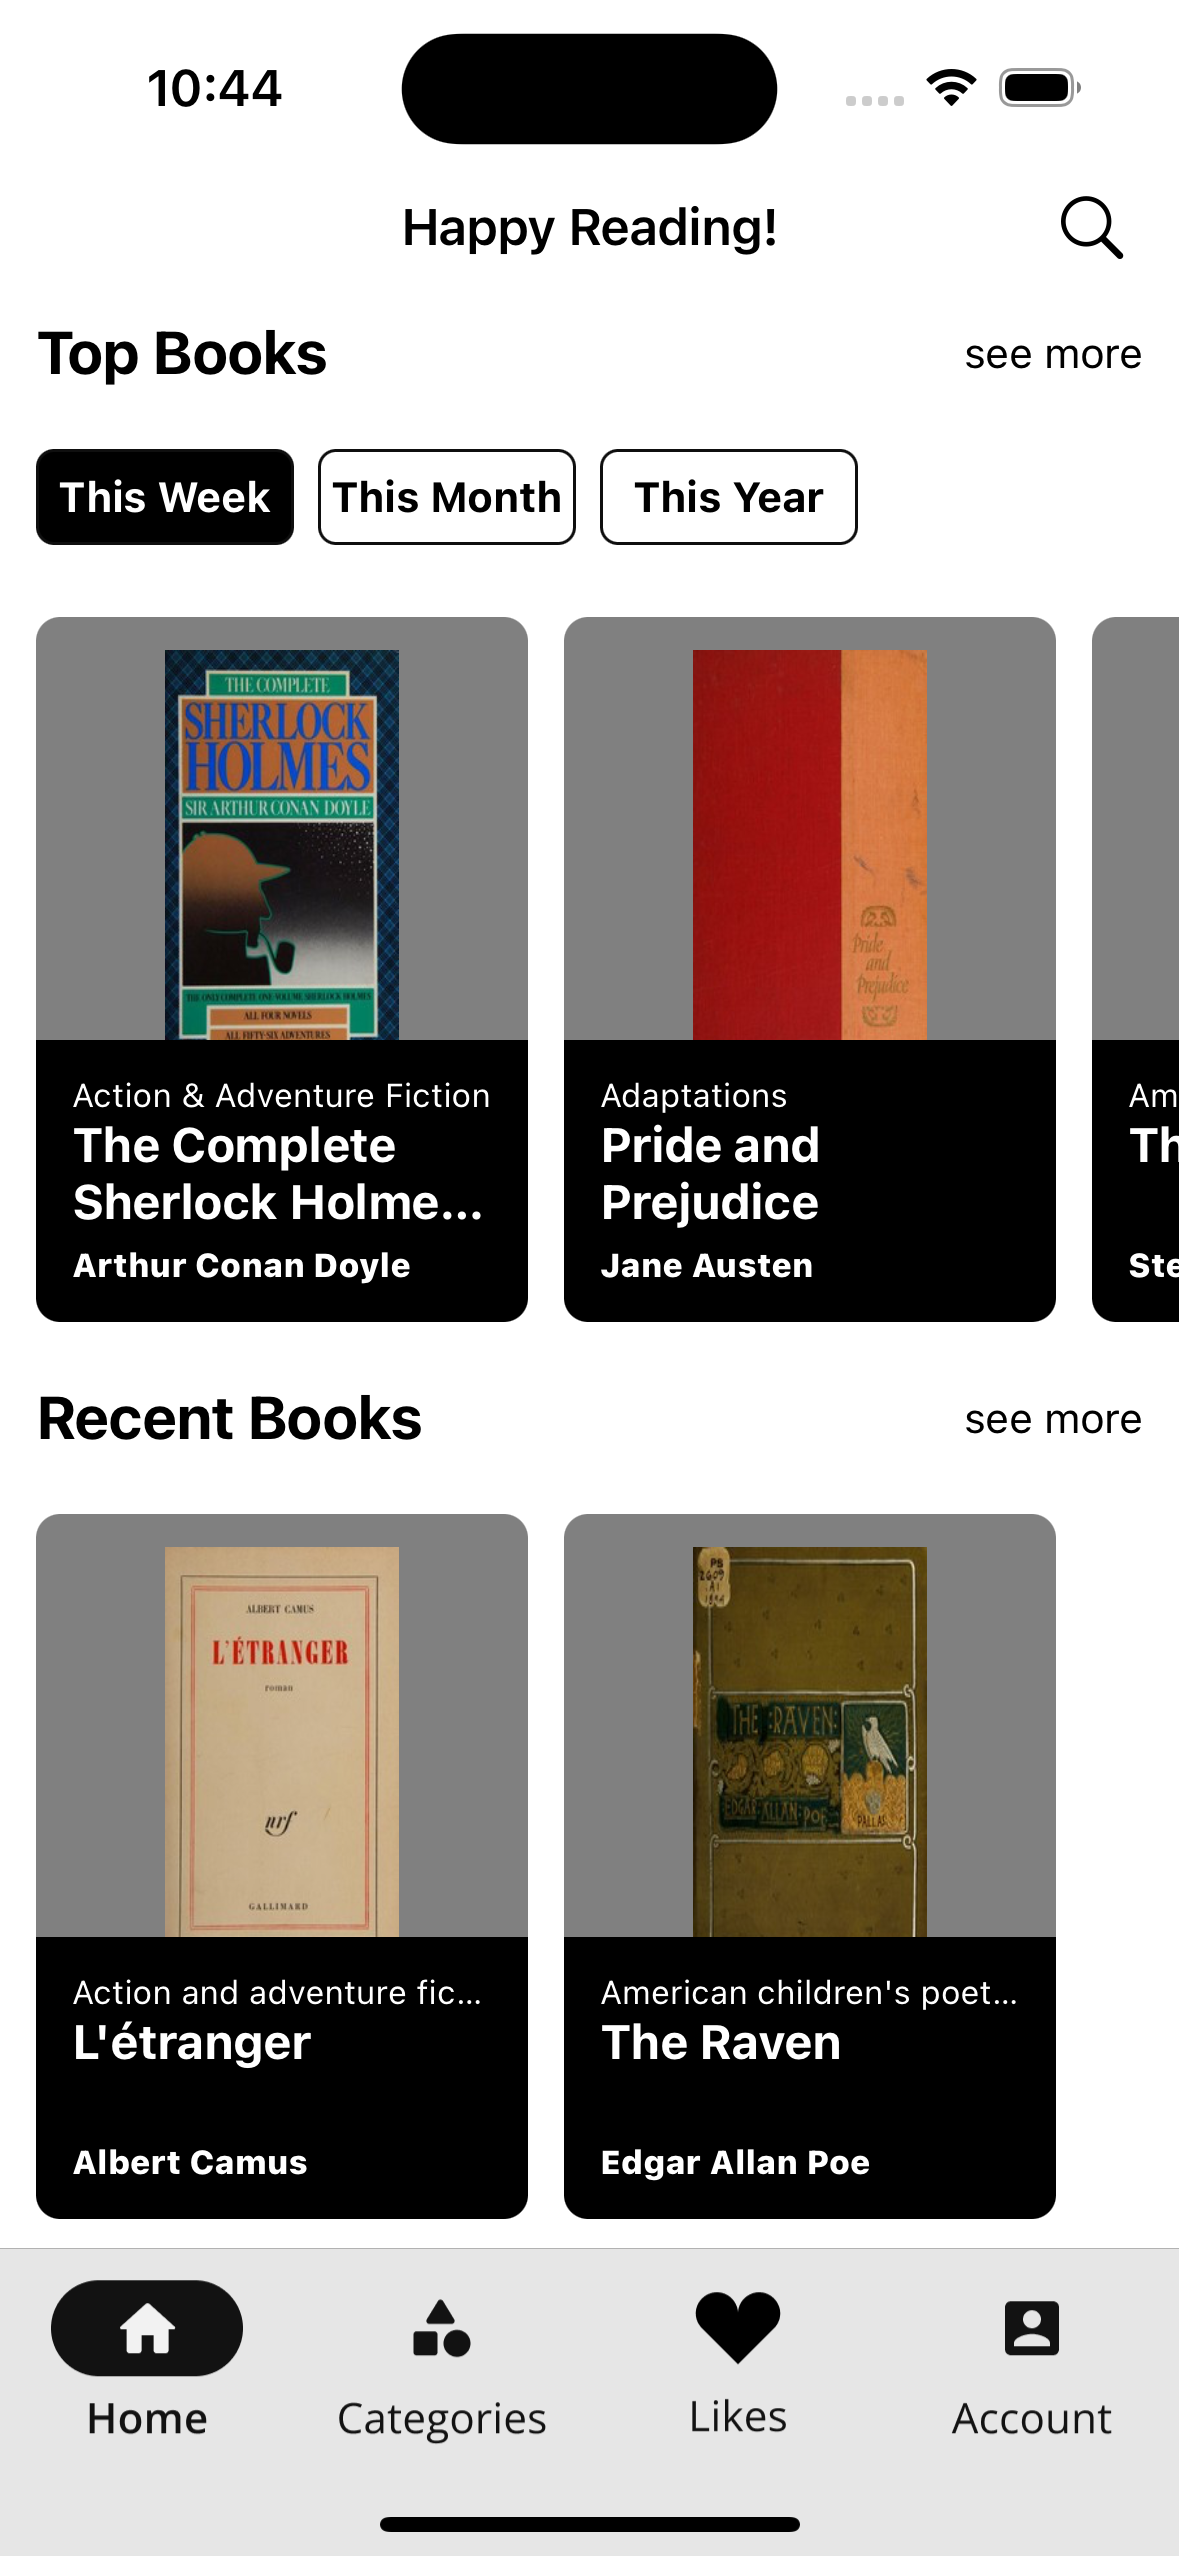 10:44
Happy Reading!
Top Books
see more
This Week
This Month
This Year
THE COMPLETE
SHERLOCK
HOLMES
SIR ARTHUR CONAN DOYLE
THE ONLY COMPLETE ONE-VOLUME SHERLOCK HOLMES
ALL FOUR NOVELS
ALL FIFTY-SIX ADVENTURES
Action & Adventure Fiction
The Complete
Sherlock Holme...
Arthur Conan Doyle
Pride
and
Prejudice
Adaptations
Pride and
Prejudice
Jane Austen
Am
Th
Ste
Recent Books
see more
ALBERT CAMUS
L'ÉTRANGER
roman
nrf
GALLIMARD
Action and adventure fic...
L'étranger
Albert Camus
PS
2609
A1
THE RAVEN
EDGAR ALLAN POE
PALLAS
American children's poet...
The Raven
Edgar Allan Poe
Home
Categories
Likes
Account